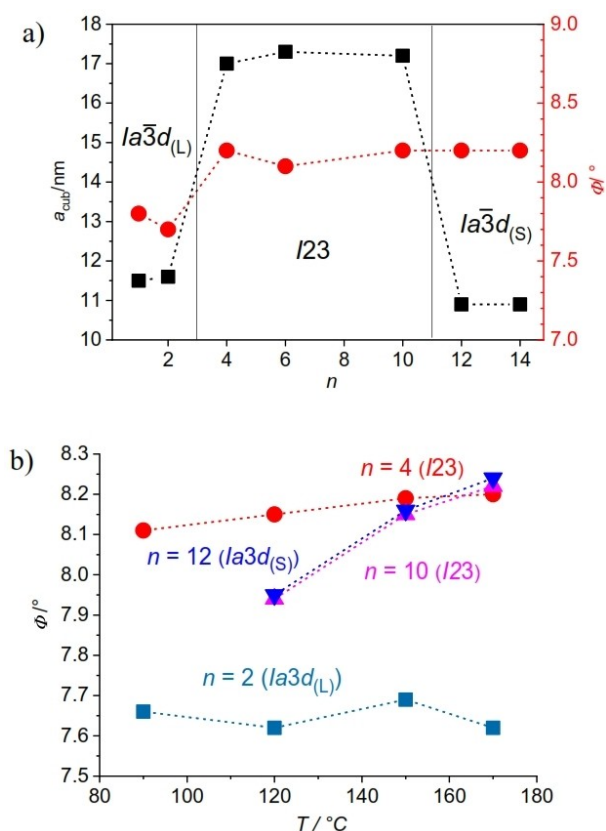 a)
18
17
16
15
14
13
12
11
10
a_cub/nm
Ia3̅d(L)
I23
Ia3̅d(S)
9.0
8.5
8.0
7.5
7.0
Φ/°
2 4 6 8 10 12 14
n
b)
8.3
8.2
8.1
8.0
7.9
7.8
7.7
7.6
7.5
Φ/°
n = 4 (I23)
n = 12 (Ia3d(S))
n = 10 (I23)
n = 2 (Ia3d(L))
80 100 120 140 160 180
T / °C